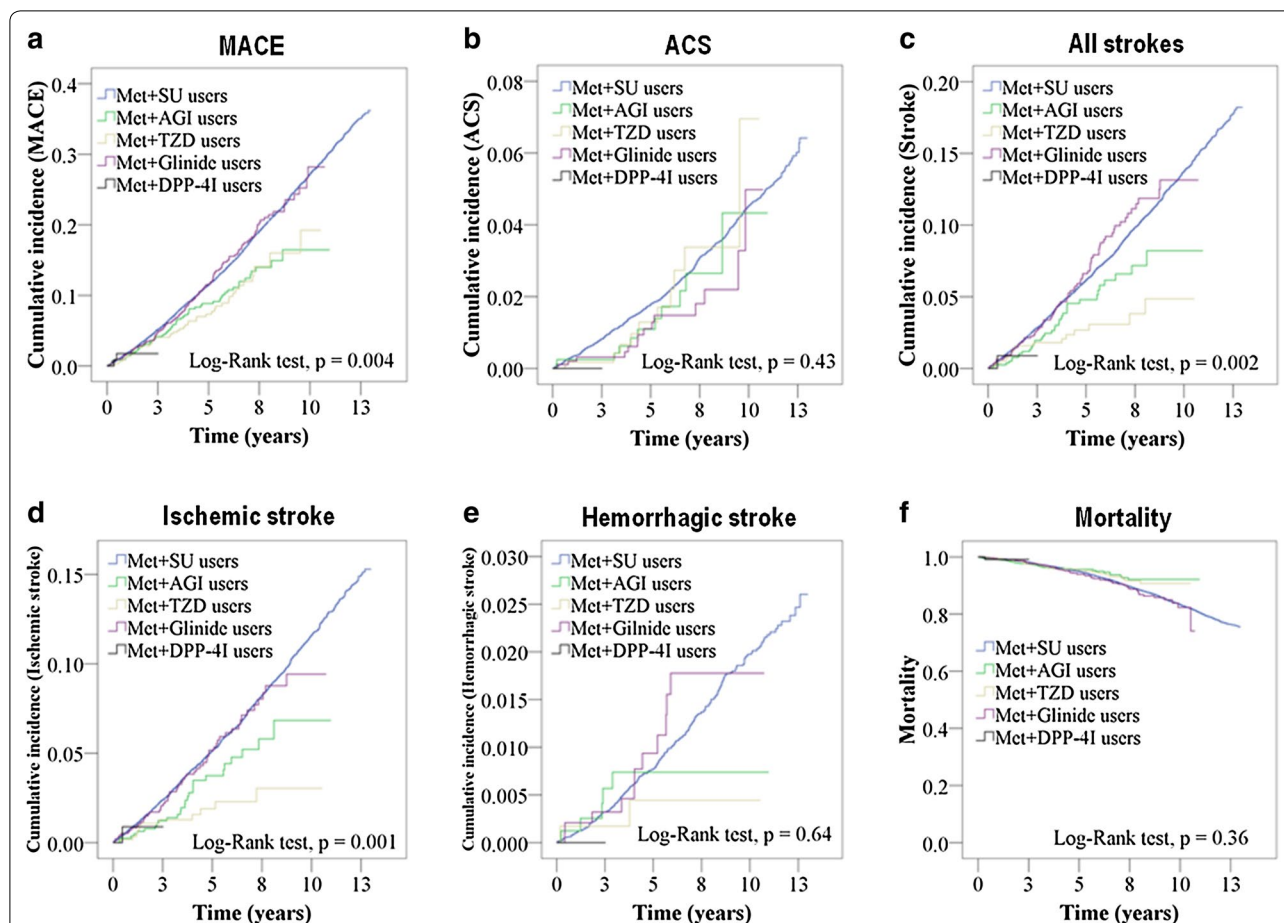 a
MACE
Cumulative incidence (MACE)
0.4
0.3
0.2
0.1
0.0
Met+SU users
Met+AGI users
Met+TZD users
Met+Glinide users
Met+DPP-4I users
Log-Rank test, p = 0.004
0 3 5 8 10 13
Time (years)
b
ACS
Cumulative incidence (ACS)
0.08
0.06
0.04
0.02
0.00
Met+SU users
Met+AGI users
Met+TZD users
Met+Glinide users
Met+DPP-4I users
Log-Rank test, p = 0.43
0 3 5 8 10 13
Time (years)
c
All strokes
Cumulative incidence (Stroke)
0.20
0.15
0.10
0.05
0.00
Met+SU users
Met+AGI users
Met+TZD users
Met+Glinide users
Met+DPP-4I users
Log-Rank test, p = 0.002
0 3 5 8 10 13
Time (years)
d
Ischemic stroke
Cumulative incidence (Ischemic stroke)
0.15
0.10
0.05
0.00
Met+SU users
Met+AGI users
Met+TZD users
Met+Glinide users
Met+DPP-4I users
Log-Rank test, p = 0.001
0 3 5 8 10 13
Time (years)
e
Hemorrhagic stroke
Cumulative incidence (Hemorrhagic stroke)
0.030
0.025
0.020
0.015
0.010
0.005
0.000
Met+SU users
Met+AGI users
Met+TZD users
Met+Gilnide users
Met+DPP-4I users
Log-Rank test, p = 0.64
0 3 5 8 10 13
Time (years)
f
Mortality
Mortality
1.0
0.8
0.6
0.4
0.2
0.0
Met+SU users
Met+AGI users
Met+TZD users
Met+Glinide users
Met+DPP-4I users
Log-Rank test, p = 0.36
0 3 5 8 10 13
Time (years)